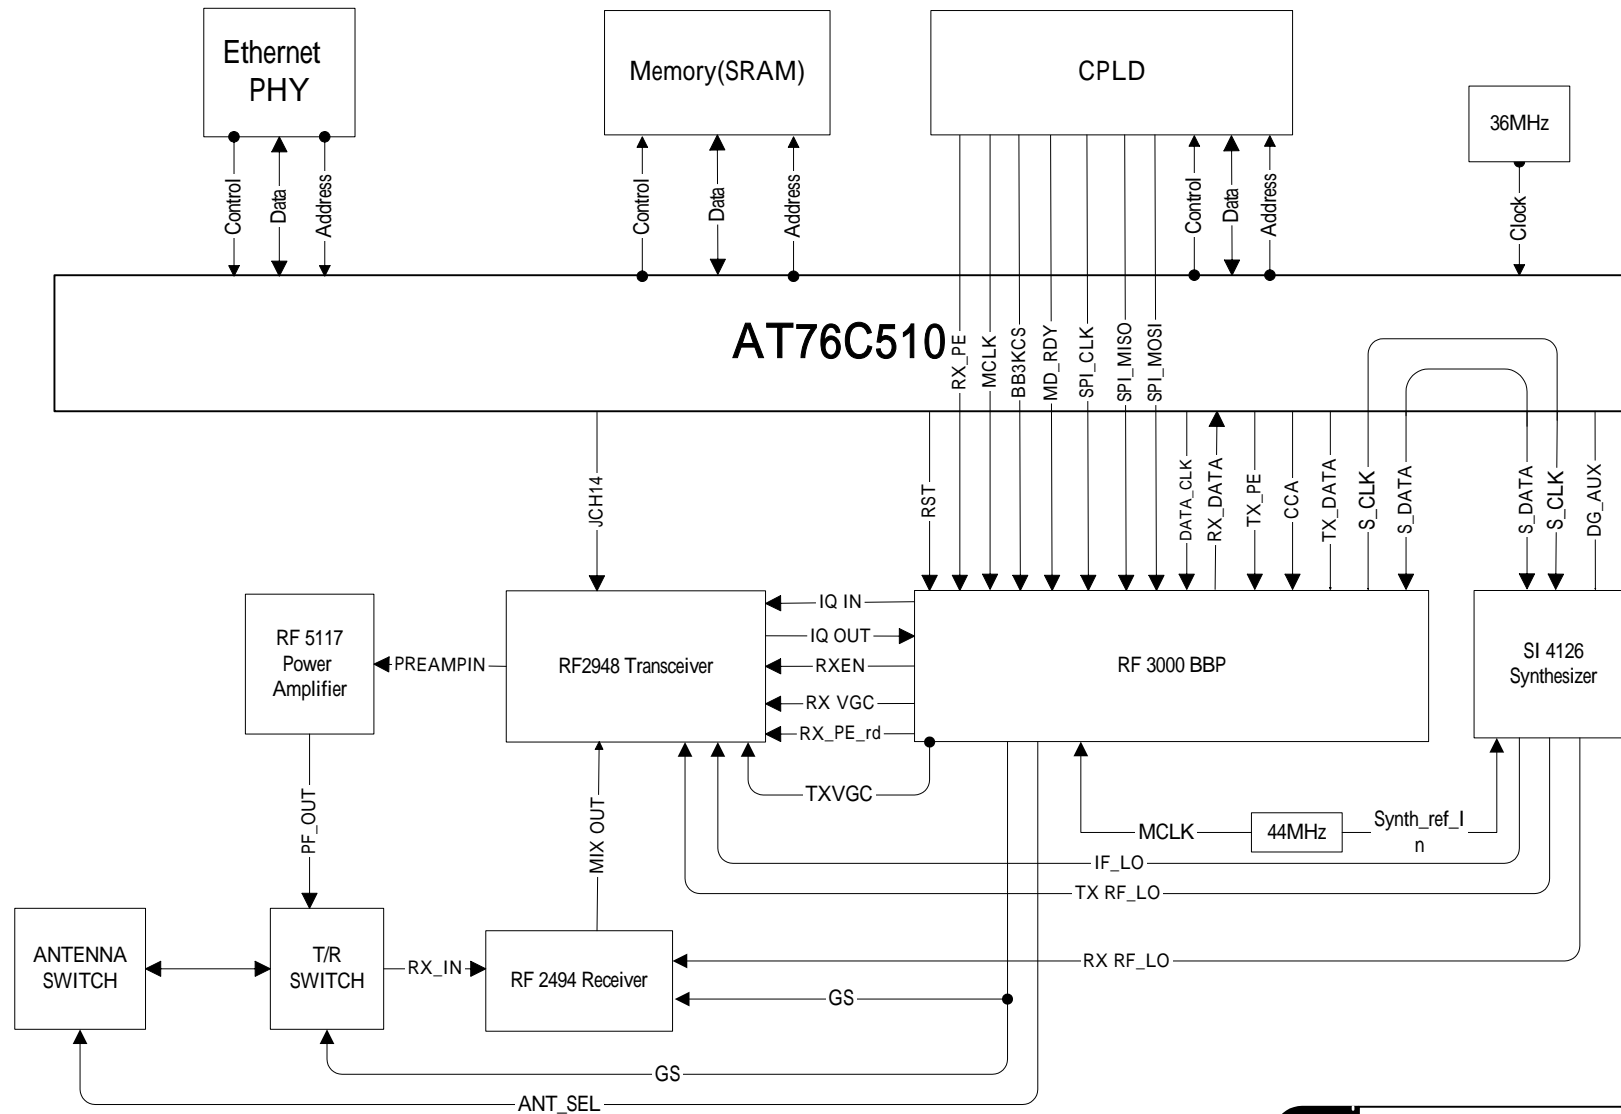 Ethernet
PHY
Memory(SRAM)
CPLD
36MHz
Control
Data
Address
Control
Data
Address
Control
Data
Address
Clock
AT76C510
RX_PE
MCLK
BB3KCS
MD_RDY
SPI_CLK
SPI_MISO
SPI_MOSI
JCH14
RST
DATA_CLK
RX_DATA
TX_PE
CCA
TX_DATA
S_CLK
S_DATA
S_DATA
S_CLK
DG_AUX
RF 5117
Power
Amplifier
PREAMPIN
RF2948 Transceiver
IQ IN
IQ OUT
RXEN
RX VGC
RX_PE_rd
RF 3000 BBP
SI 4126
Synthesizer
TXVGC
PF_OUT
MIX OUT
MCLK
44MHz
Synth_ref_I
n
IF_LO
TX RF_LO
ANTENNA
SWITCH
T/R
SWITCH
RX_IN
RF 2494 Receiver
RX RF_LO
GS
GS
ANT_SEL